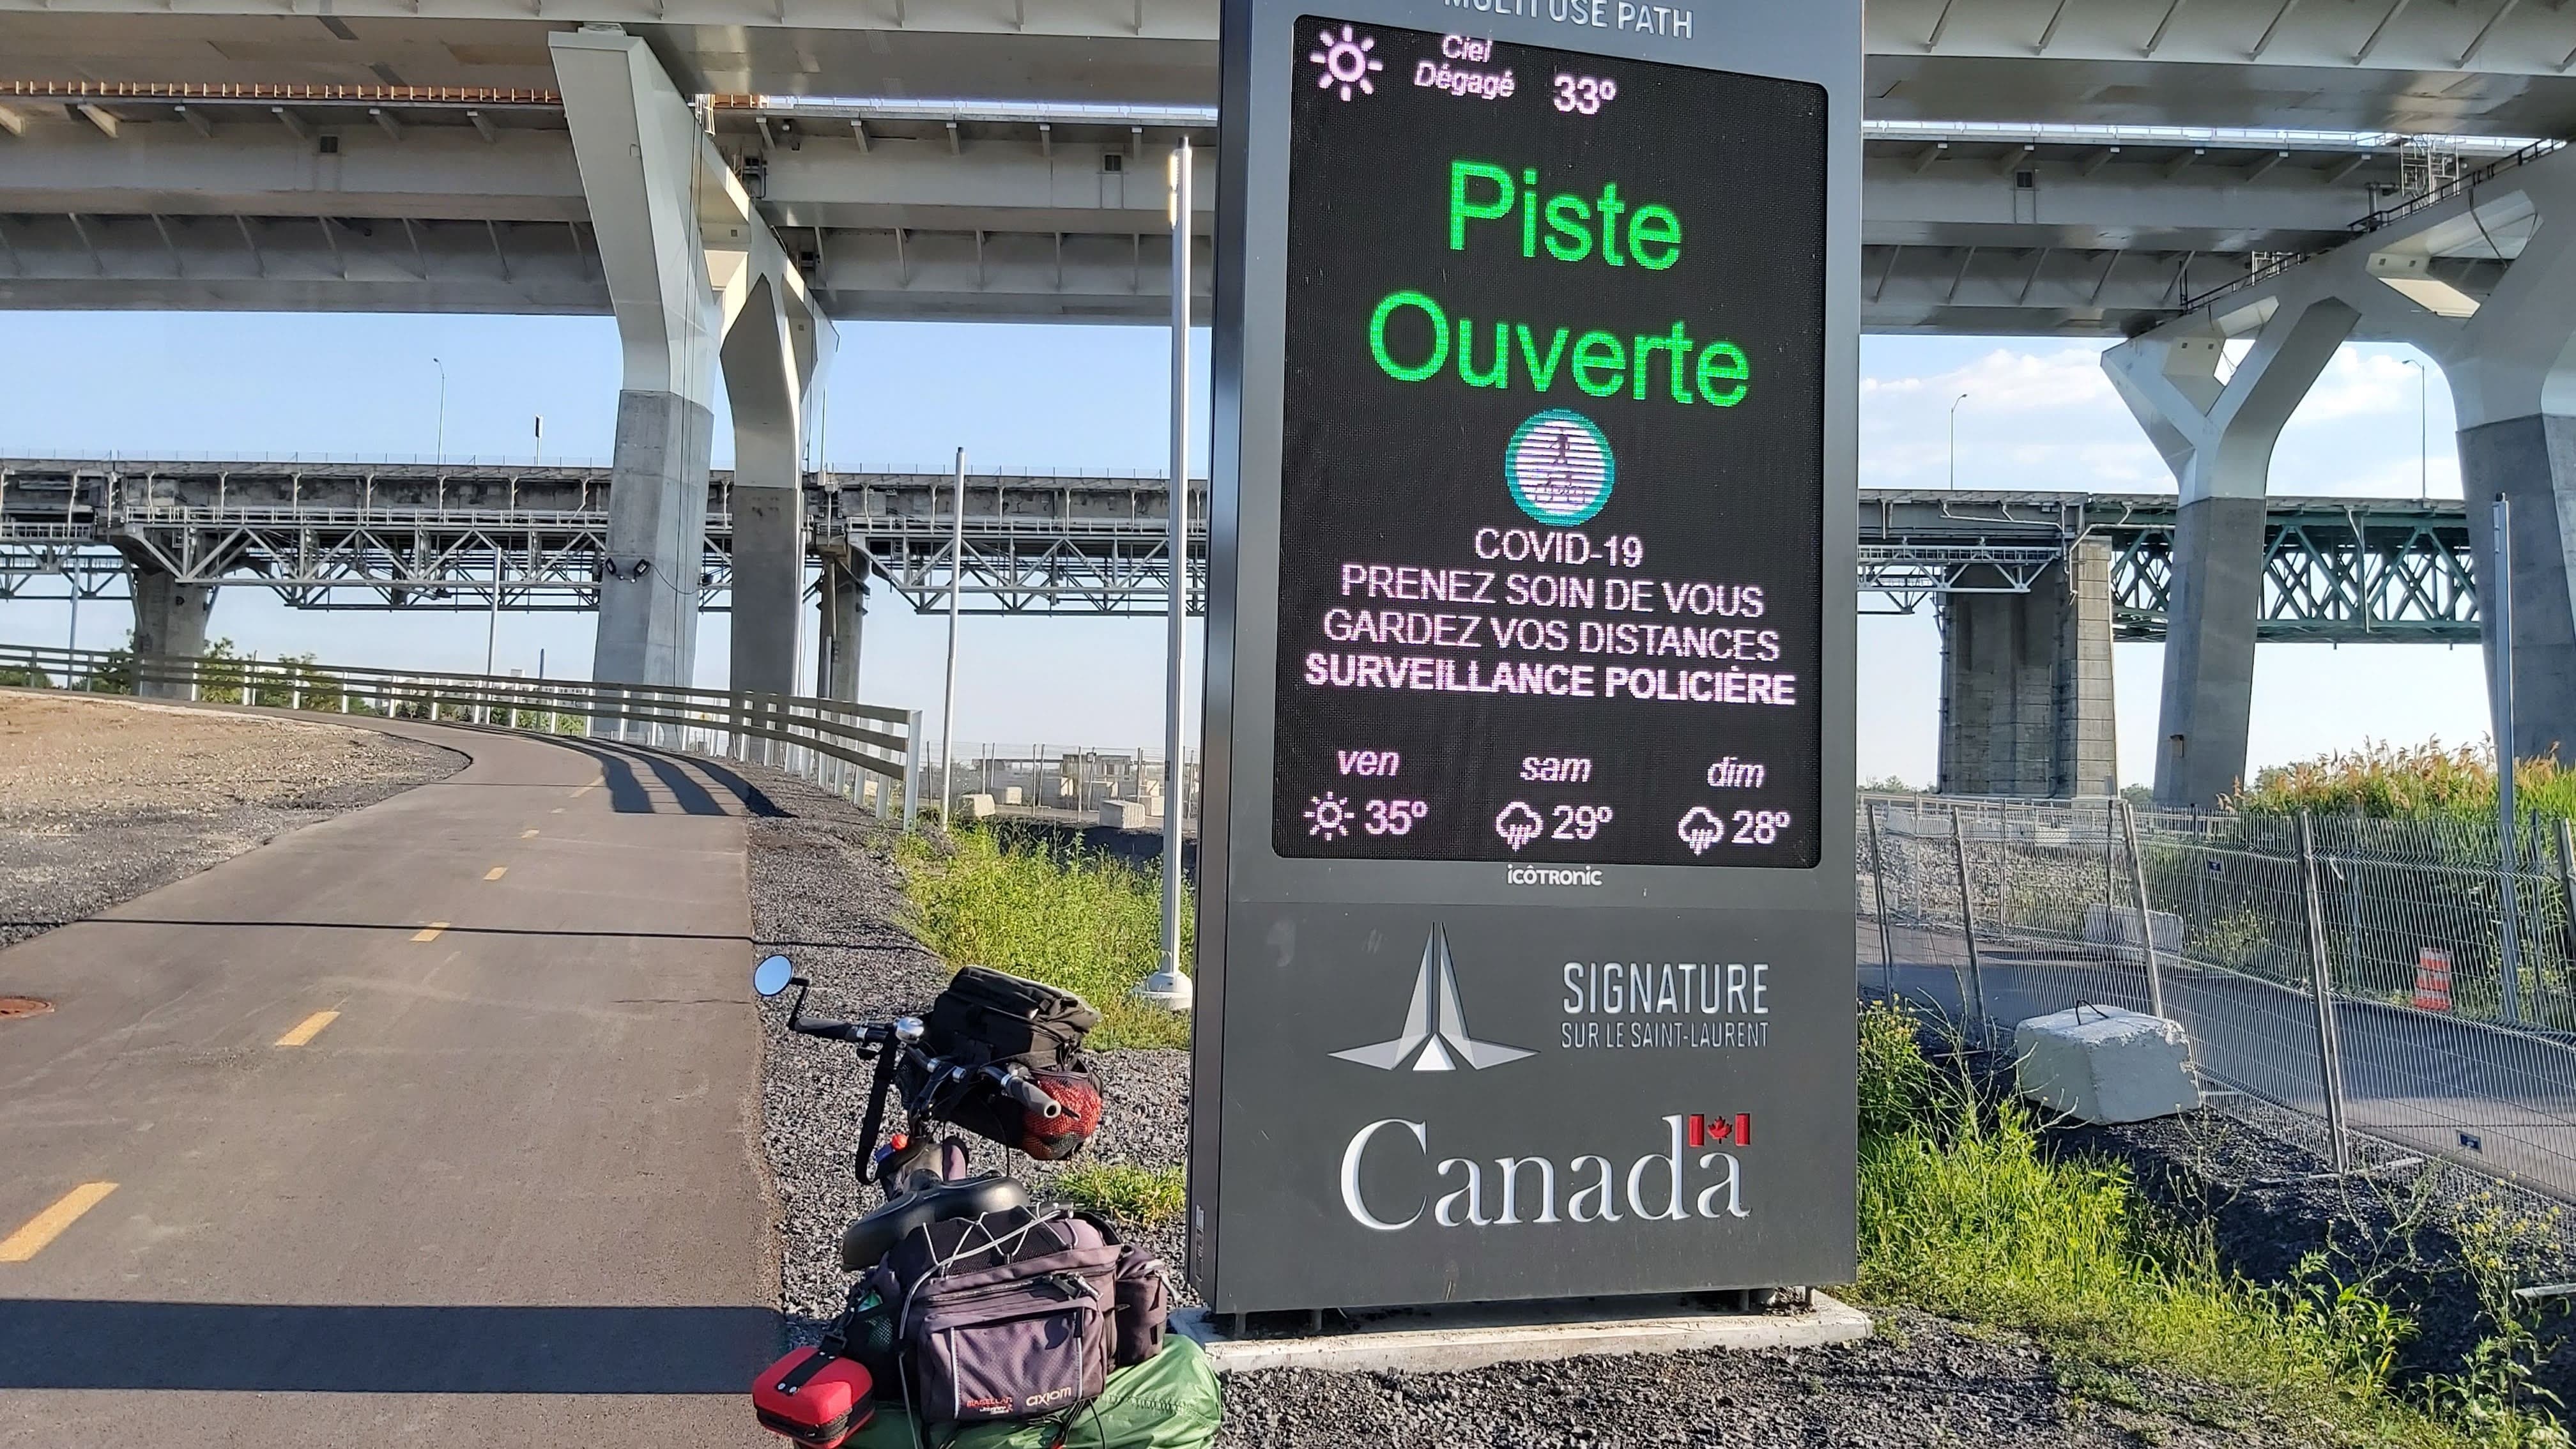 MULTI USE PATH
Ciel
Dégagé 33°
Piste
Ouverte
COVID-19
PRENEZ SOIN DE VOUS
GARDEZ VOS DISTANCES
SURVEILLANCE POLICIÈRE
ven sam dim
35° 29° 28°
icôtronic
SIGNATURE
SUR LE SAINT-LAURENT
Canada
MAGELLAN axiom